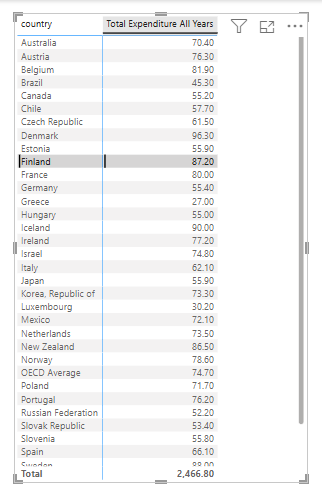 country Total Expenditure All Years
Australia 70.40
Austria 76.30
Belgium 81.90
Brazil 45.30
Canada 55.20
Chile 57.70
Czech Republic 61.50
Denmark 96.30
Estonia 55.90
Finland 87.20
France 80.00
Germany 55.40
Greece 27.00
Hungary 55.00
Iceland 90.00
Ireland 77.20
Israel 74.80
Italy 62.10
Japan 55.90
Korea, Republic of 73.30
Luxembourg 30.20
Mexico 72.10
Netherlands 73.50
New Zealand 86.50
Norway 78.60
OECD Average 74.70
Poland 71.70
Portugal 76.20
Russian Federation 52.20
Slovak Republic 53.40
Slovenia 55.80
Spain 66.10
Sweden
Total 2,466.80